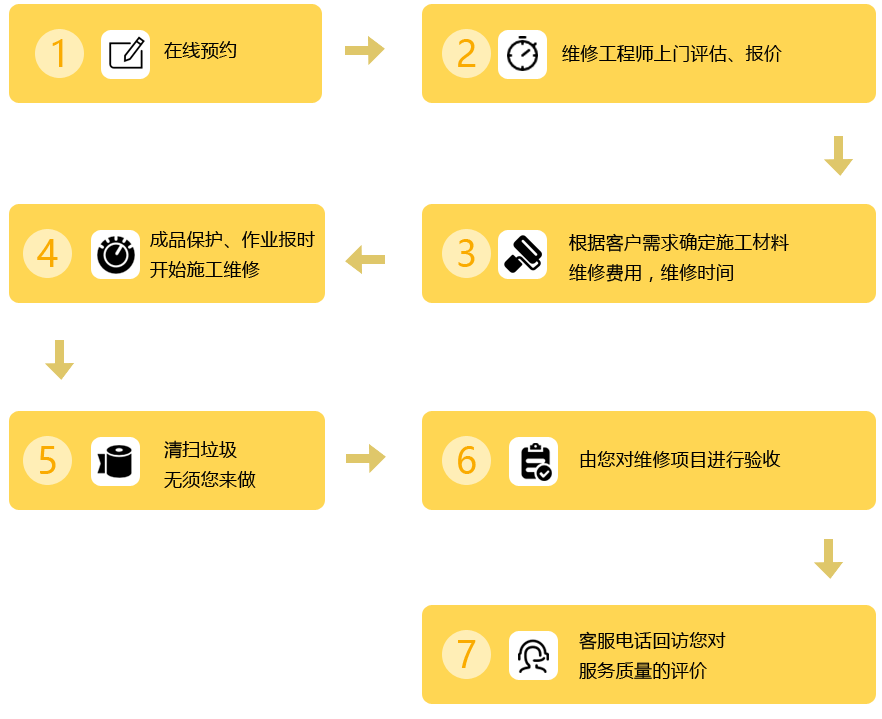 1
在线预约
2
维修工程师上门评估、报价
3
根据客户需求确定施工材料
维修费用，维修时间
4
成品保护、作业报时
开始施工维修
5
清扫垃圾
无须您来做
6
由您对维修项目进行验收
7
客服电话回访您对
服务质量的评价